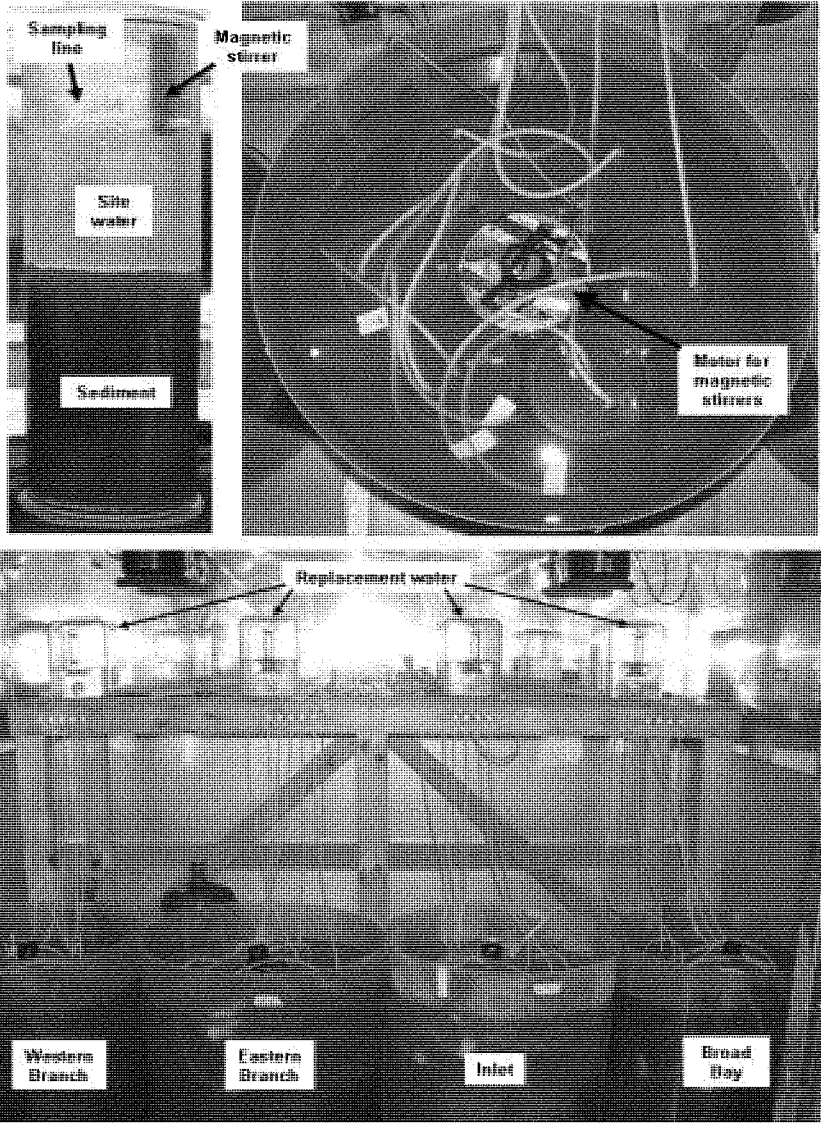 Sampling
line
Magnetic
stirrer
Site
water
Sediment
Motor for
magnetic
stirrers
Replacement water
Western
Branch
Eastern
Branch
Inlet
Broad
Bay